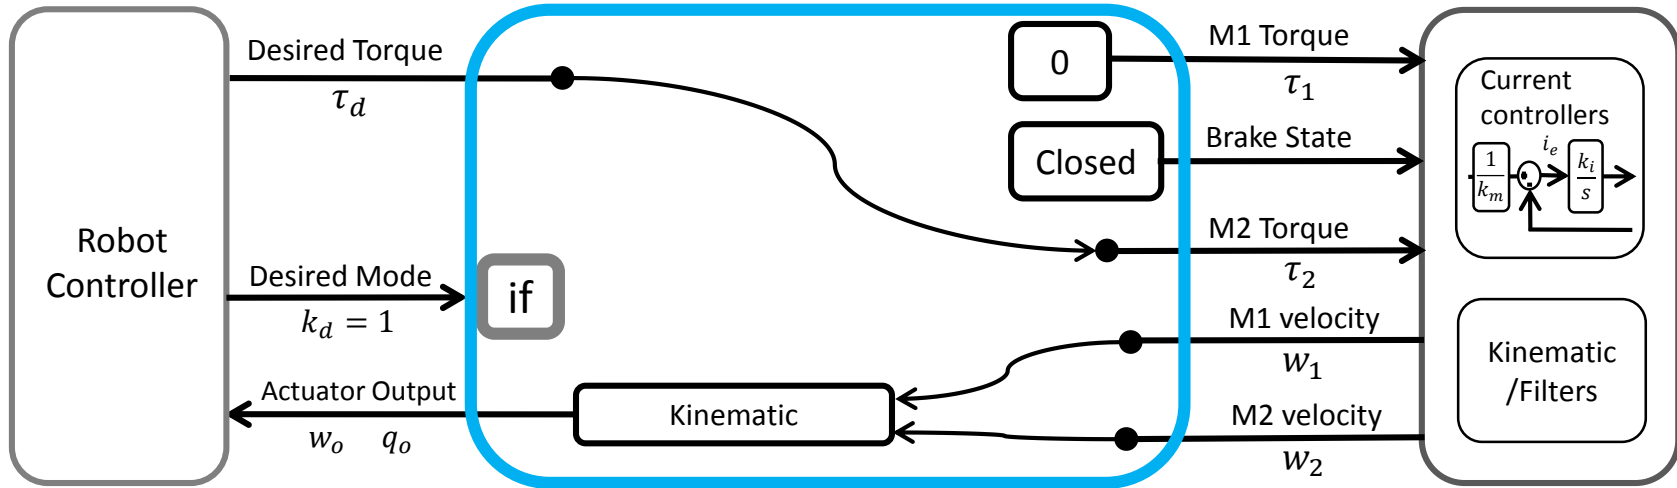 Robot
Controller
Desired Torque
τ_d
Desired Mode
k_d = 1
Actuator Output
w_o q_o
if
Kinematic
0
Closed
M1 Torque
τ_1
Brake State
M2 Torque
τ_2
M1 velocity
w_1
M2 velocity
w_2
Current
controllers
i_e
1
k_m
k_i
s
Kinematic
/Filters